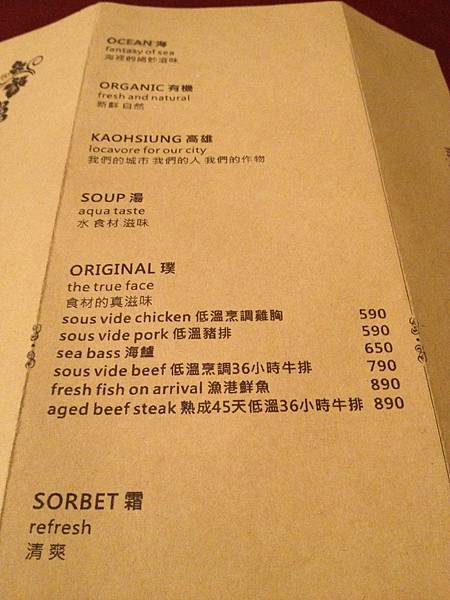 OCEAN 海
fantasy of sea
海裡的絕妙滋味
ORGANIC 有機
fresh and natural
新鮮 自然
KAOHSIUNG 高雄
locavore for our city
我們的城市 我們的人 我們的作物
SOUP 湯
aqua taste
水 食材 滋味
ORIGINAL 璞
the true face
食材的真滋味
sous vide chicken 低溫烹調雞胸 590
sous vide pork 低溫豬排 590
sea bass 海鱸 650
sous vide beef 低溫烹調36小時牛排 790
fresh fish on arrival 漁港鮮魚 890
aged beef steak 熟成45天低溫36小時牛排 890
SORBET 霜
refresh
清爽